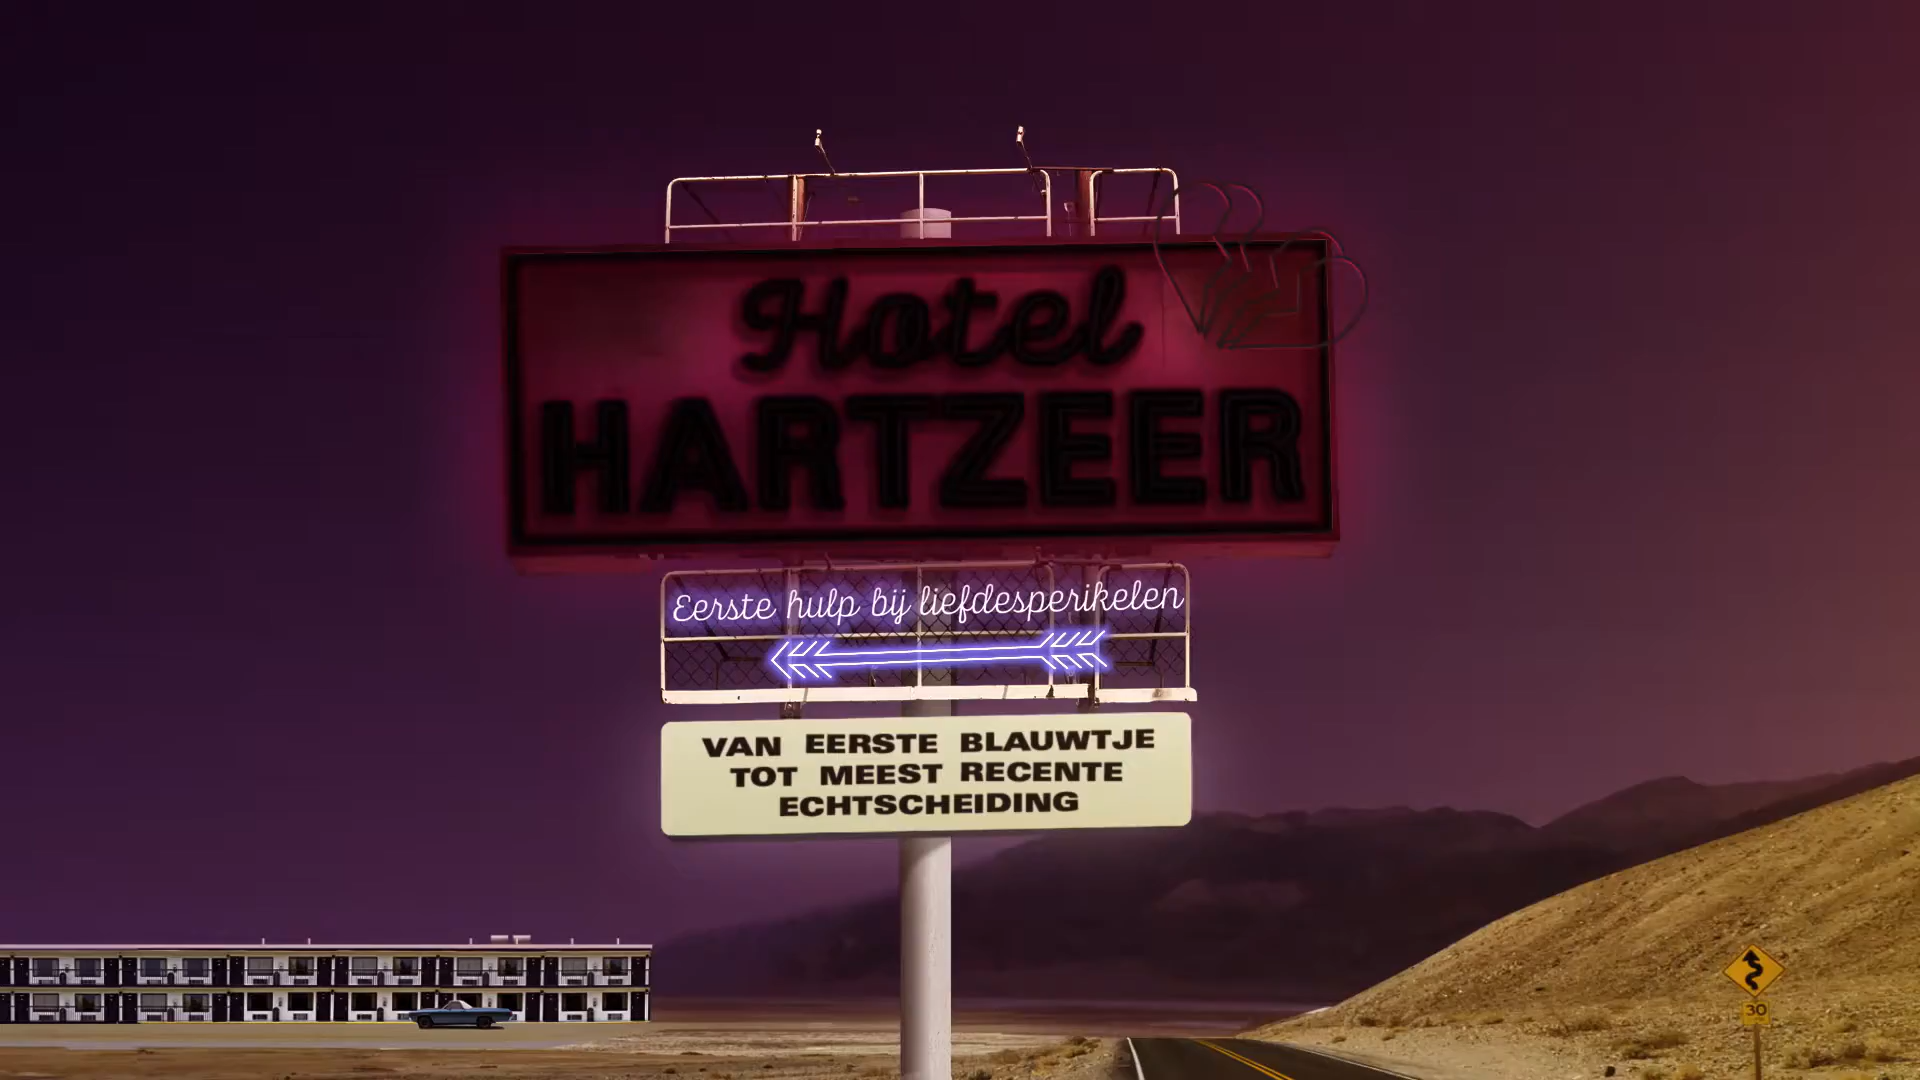 Hotel
HARTZEER
Eerste hulp bij liefdesperikelen
VAN EERSTE BLAUWTJE
TOT MEEST RECENTE
ECHTSCHEIDING
30